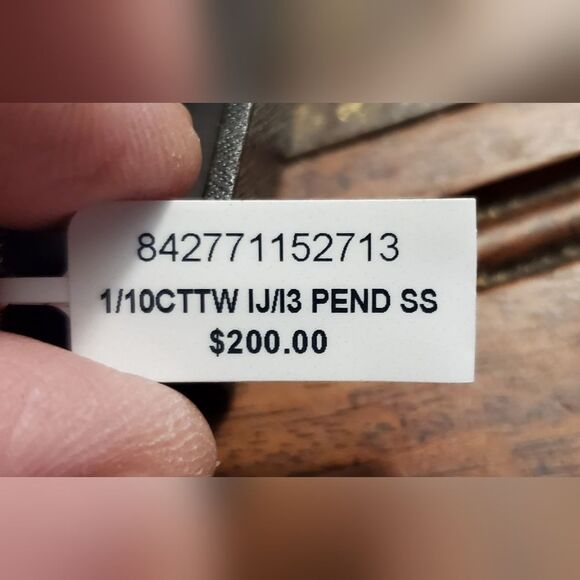 842771152713
1/10CTTW IJ/I3 PEND SS
$200.00